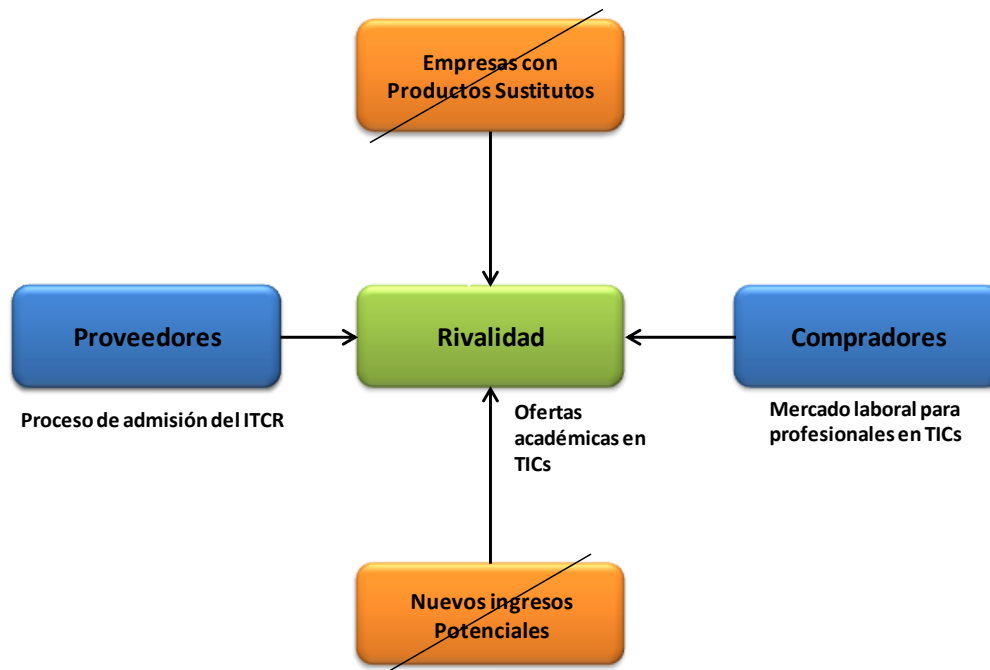 Empresas con
Productos Sustitutos
Proveedores
Rivalidad
Compradores
Proceso de admisión del ITCR
Ofertas
académicas en
TICs
Mercado laboral para
profesionales en TICs
Nuevos ingresos
Potenciales